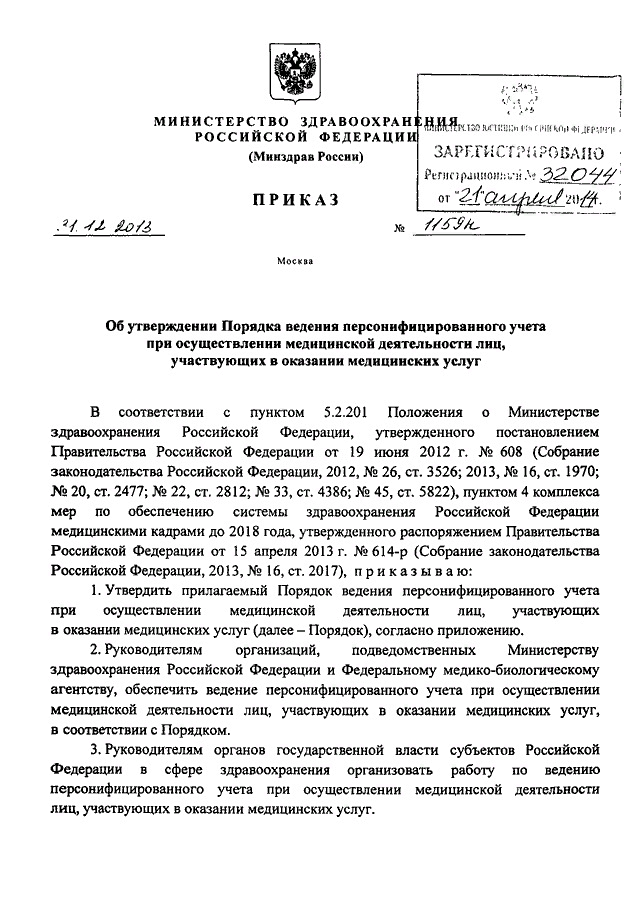 МИНИСТЕРСТВО ЗДРАВООХРАНЕНИЯ
РОССИЙСКОЙ ФЕДЕРАЦИИ
(Минздрав России)
МИНИСТЕРСТВО ЮСТИЦИИ РОССИЙСКОЙ ФЕДЕРАЦИИ
ЗАРЕГИСТРИРОВАНО
Регистрационный № 32044
от "21" апреля 2014.
ПРИКАЗ
31.12.2013 № 1159н
Москва
Об утверждении Порядка ведения персонифицированного учета
при осуществлении медицинской деятельности лиц,
участвующих в оказании медицинских услуг
В соответствии с пунктом 5.2.201 Положения о Министерстве
здравоохранения Российской Федерации, утвержденного постановлением
Правительства Российской Федерации от 19 июня 2012 г. № 608 (Собрание
законодательства Российской Федерации, 2012, № 26, ст. 3526; 2013, № 16, ст. 1970;
№ 20, ст. 2477; № 22, ст. 2812; № 33, ст. 4386; № 45, ст. 5822), пунктом 4 комплекса
мер по обеспечению системы здравоохранения Российской Федерации
медицинскими кадрами до 2018 года, утвержденного распоряжением Правительства
Российской Федерации от 15 апреля 2013 г. № 614-р (Собрание законодательства
Российской Федерации, 2013, № 16, ст. 2017), приказываю:
1. Утвердить прилагаемый Порядок ведения персонифицированного учета
при осуществлении медицинской деятельности лиц, участвующих
в оказании медицинских услуг (далее – Порядок), согласно приложению.
2. Руководителям организаций, подведомственных Министерству
здравоохранения Российской Федерации и Федеральному медико-биологическому
агентству, обеспечить ведение персонифицированного учета при осуществлении
медицинской деятельности лиц, участвующих в оказании медицинских услуг,
в соответствии с Порядком.
3. Руководителям органов государственной власти субъектов Российской
Федерации в сфере здравоохранения организовать работу по ведению
персонифицированного учета при осуществлении медицинской деятельности
лиц, участвующих в оказании медицинских услуг.